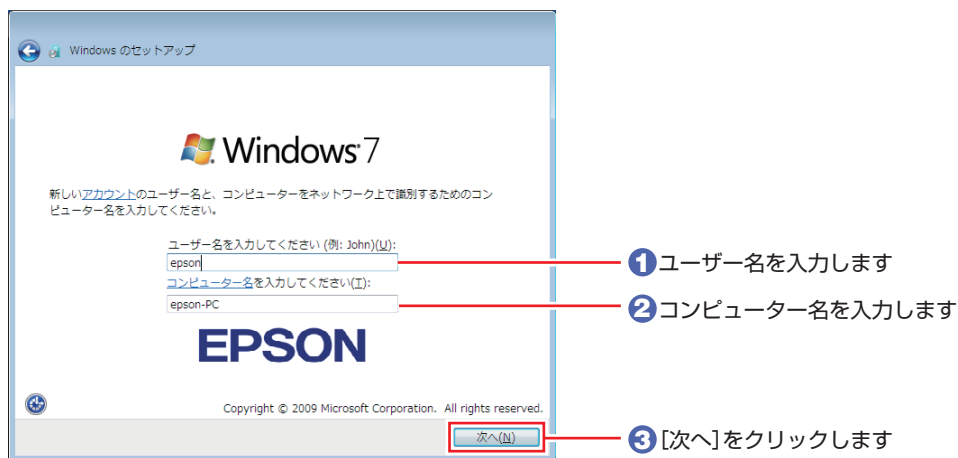 Windows のセットアップ
Windows 7
新しいアカウントのユーザー名と、コンピューターをネットワーク上で識別するためのコン
ピューター名を入力してください。
ユーザー名を入力してください (例: John)(U):
epson
❶ユーザー名を入力します
コンピューター名を入力してください(T):
epson-PC
❷コンピューター名を入力します
EPSON
Copyright © 2009 Microsoft Corporation. All rights reserved.
次へ(N)
❸[次へ]をクリックします